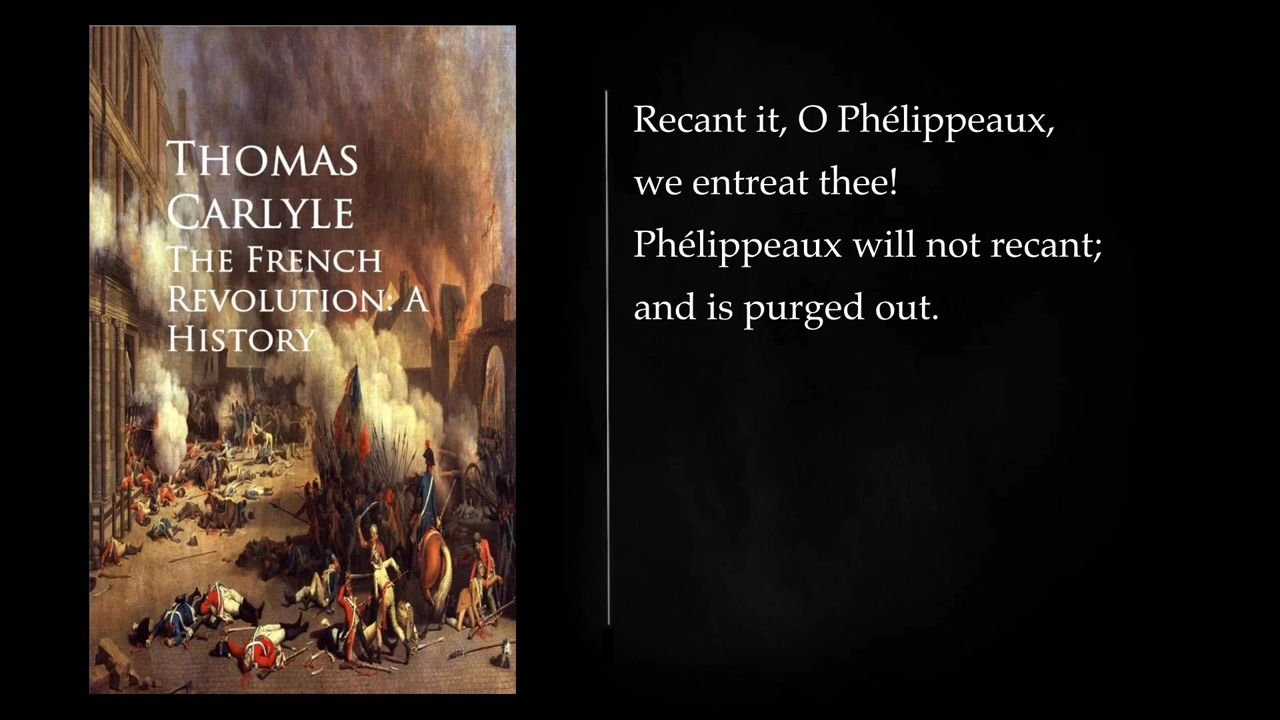 THOMAS
CARLYLE
THE FRENCH
REVOLUTION: A
HISTORY
Recant it, O Phélippeaux,
we entreat thee!
Phélippeaux will not recant;
and is purged out.